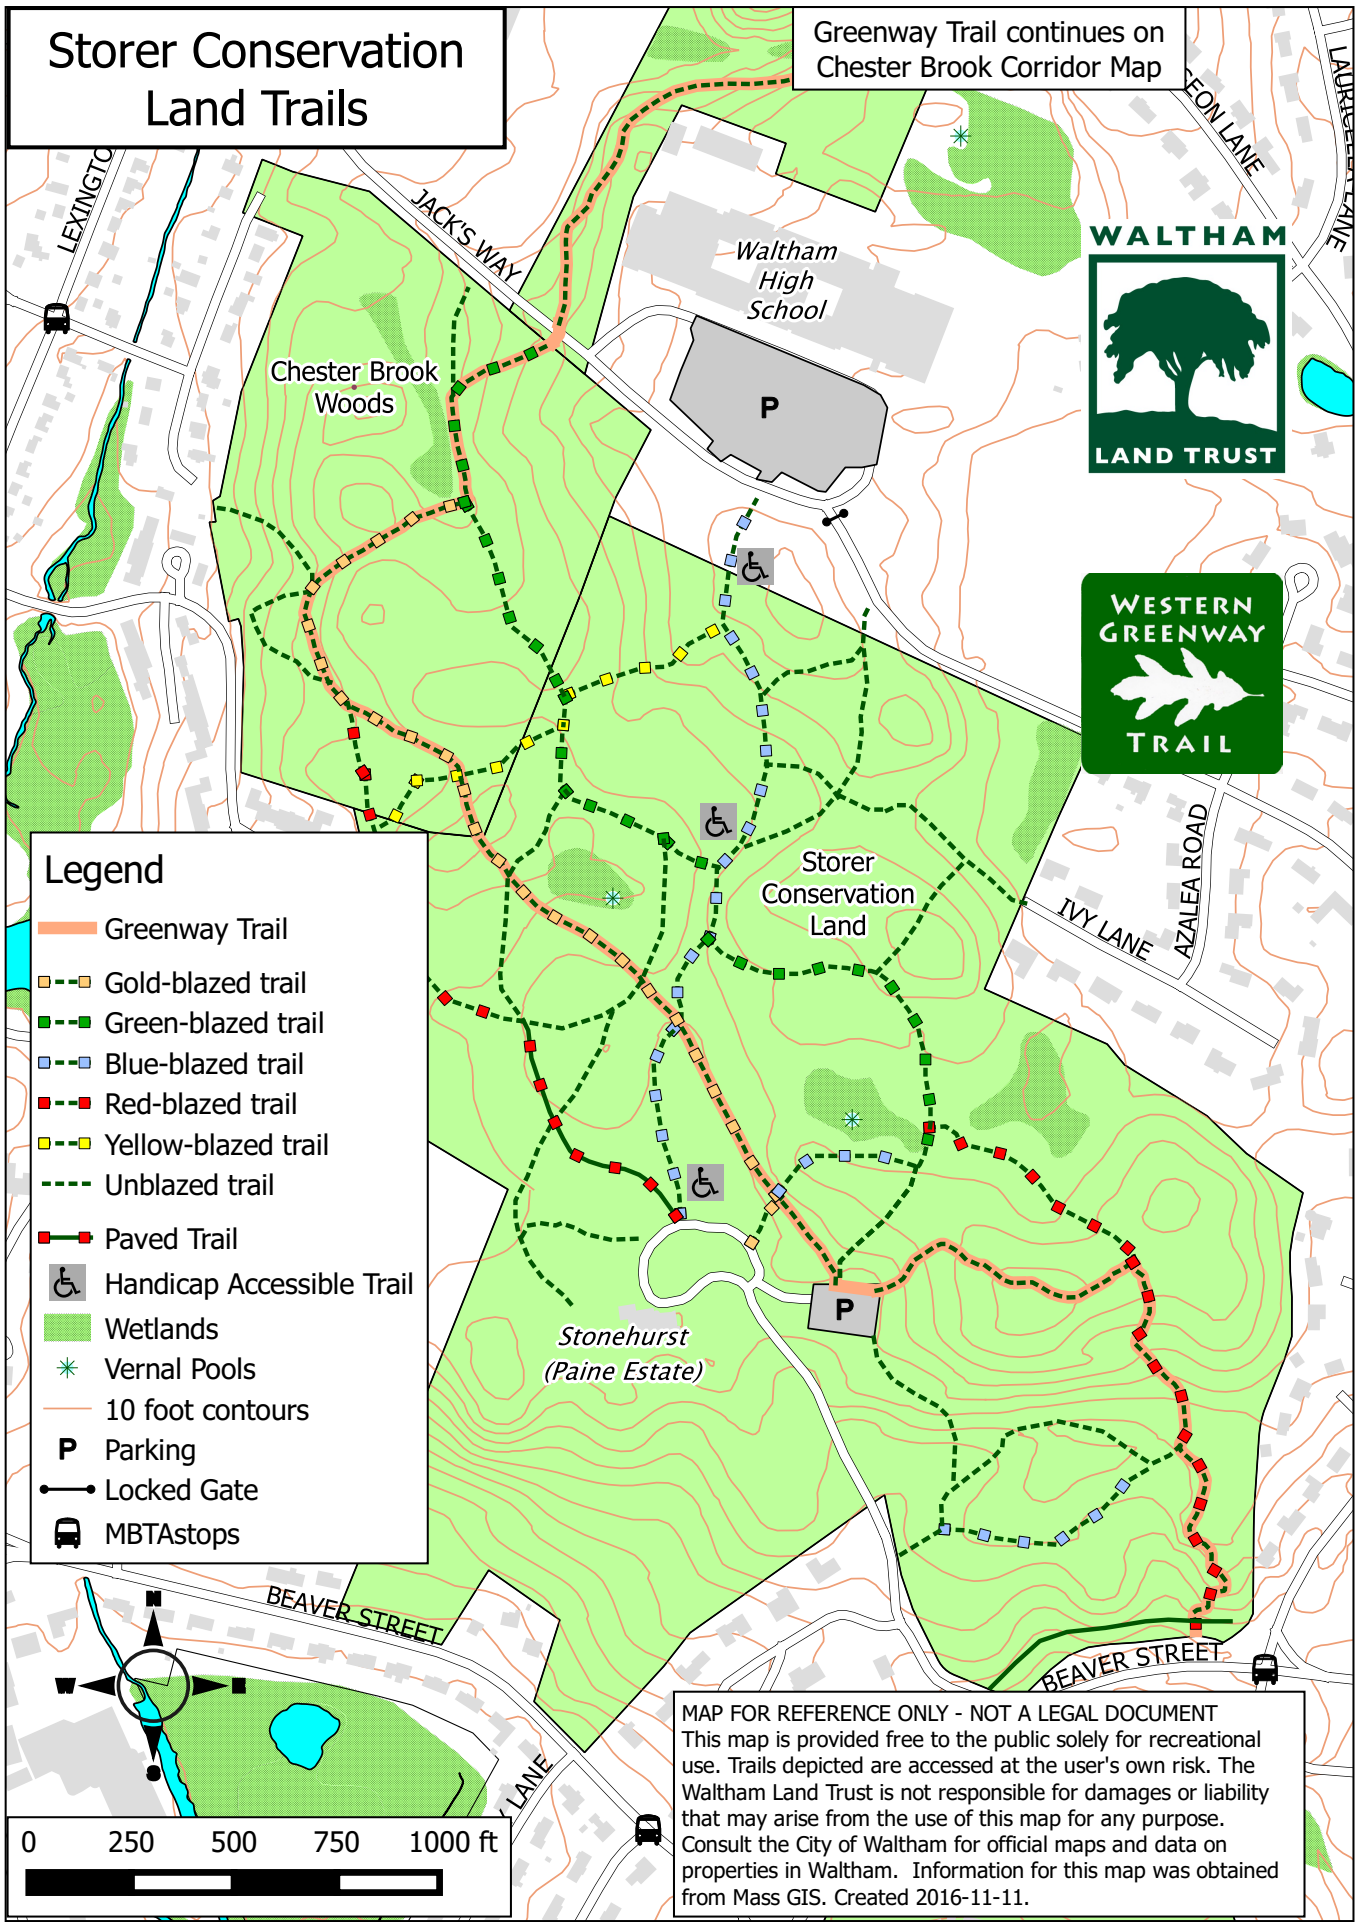 Storer Conservation
Land Trails
Greenway Trail continues on
Chester Brook Corridor Map
LAURICELLA LANE
LEXINGTO
JACK'S WAY
Waltham
High
School
WALTHAM
LAND TRUST
Chester Brook
Woods
P
WESTERN
GREENWAY
TRAIL
Storer
Conservation
Land
AZALEA ROAD
IVY LANE
Legend
Greenway Trail
Gold-blazed trail
Green-blazed trail
Blue-blazed trail
Red-blazed trail
Yellow-blazed trail
Unblazed trail
Paved Trail
Handicap Accessible Trail
Wetlands
Vernal Pools
10 foot contours
P Parking
Locked Gate
MBTAstops
P
Stonehurst
(Paine Estate)
BEAVER STREET
BEAVER STREET
LANE
N
W E
S
0 250 500 750 1000 ft
MAP FOR REFERENCE ONLY - NOT A LEGAL DOCUMENT
This map is provided free to the public solely for recreational
use. Trails depicted are accessed at the user's own risk. The
Waltham Land Trust is not responsible for damages or liability
that may arise from the use of this map for any purpose.
Consult the City of Waltham for official maps and data on
properties in Waltham.  Information for this map was obtained
from Mass GIS. Created 2016-11-11.